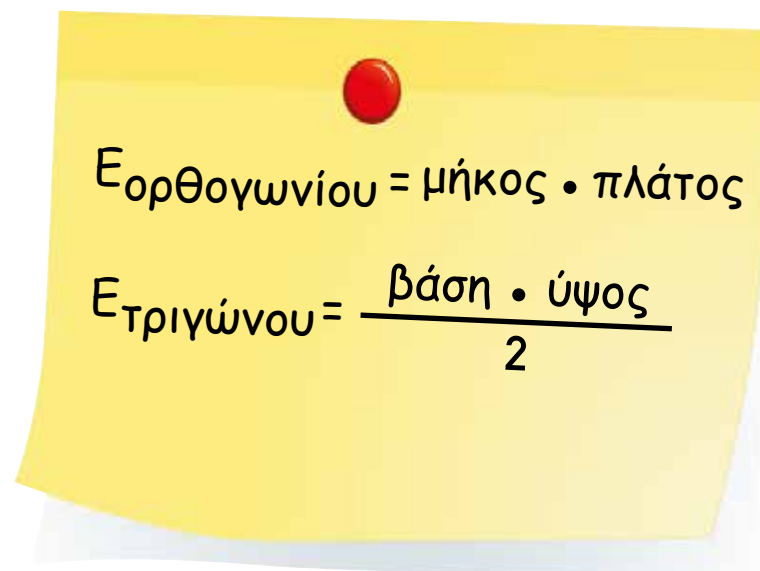 Eορθογωνίου = μήκος • πλάτος
Eτριγώνου = βάση • ύψος
2